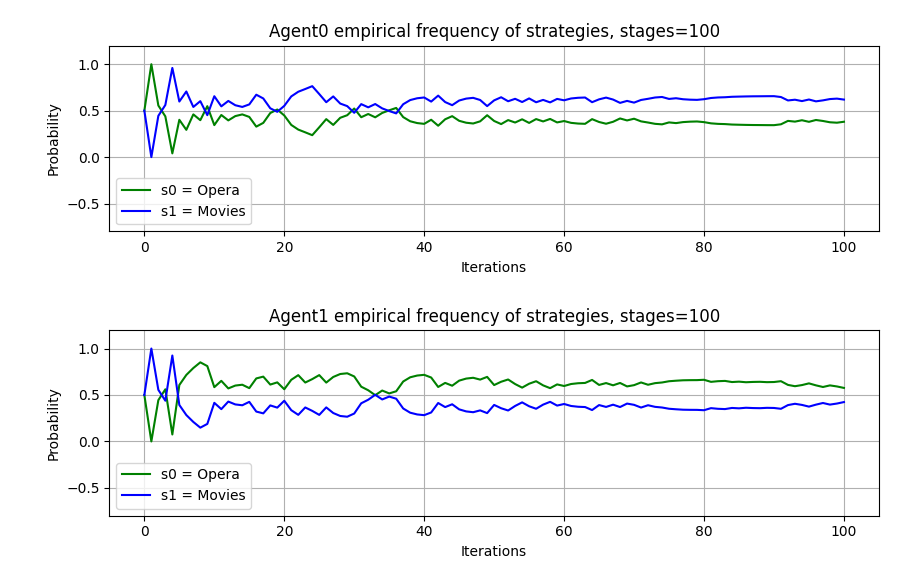 Agent0 empirical frequency of strategies, stages=100
1.0
0.5
0.0
−0.5
Probability
s0 = Opera
s1 = Movies
0 20 40 60 80 100
Iterations
Agent1 empirical frequency of strategies, stages=100
1.0
0.5
0.0
−0.5
Probability
s0 = Opera
s1 = Movies
0 20 40 60 80 100
Iterations